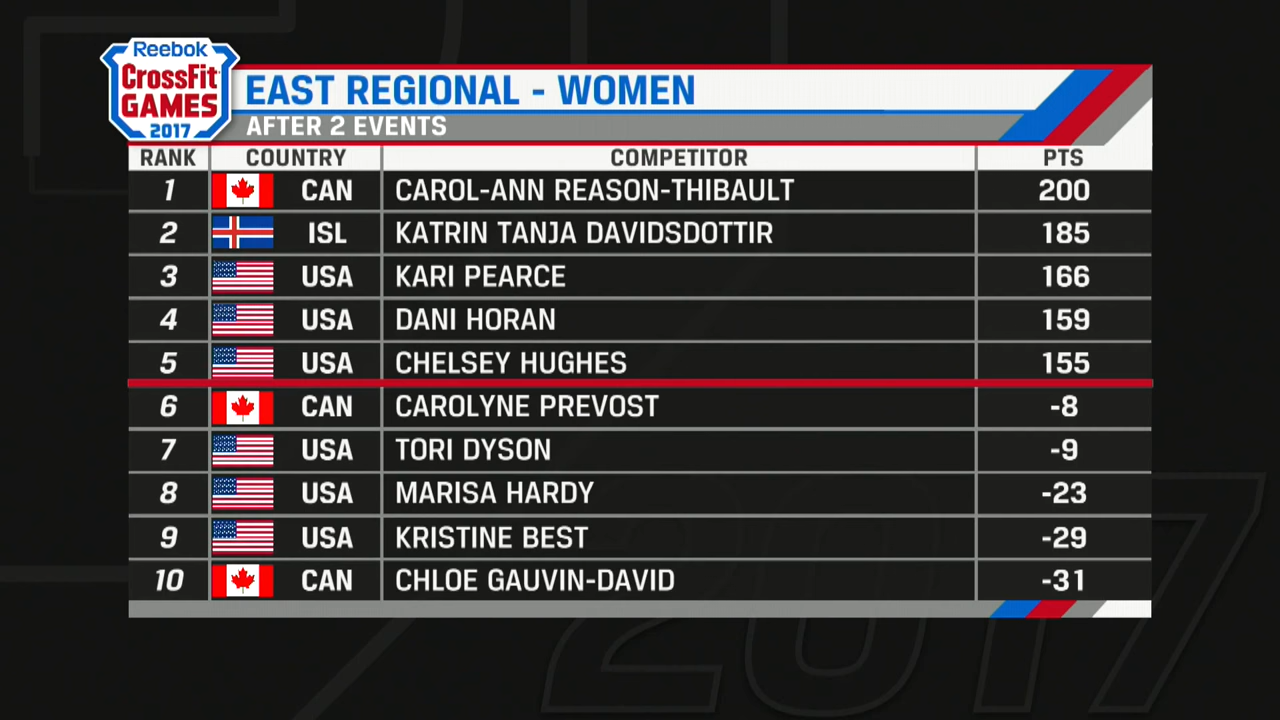 Reebok
CrossFit
GAMES
2017
EAST REGIONAL - WOMEN
AFTER 2 EVENTS
RANK COUNTRY COMPETITOR PTS
1 CAN CAROL-ANN REASON-THIBAULT 200
2 ISL KATRIN TANJA DAVIDSDOTTIR 185
3 USA KARI PEARCE 166
4 USA DANI HORAN 159
5 USA CHELSEY HUGHES 155
6 CAN CAROLYNE PREVOST -8
7 USA TORI DYSON -9
8 USA MARISA HARDY -23
9 USA KRISTINE BEST -29
10 CAN CHLOE GAUVIN-DAVID -31
2017